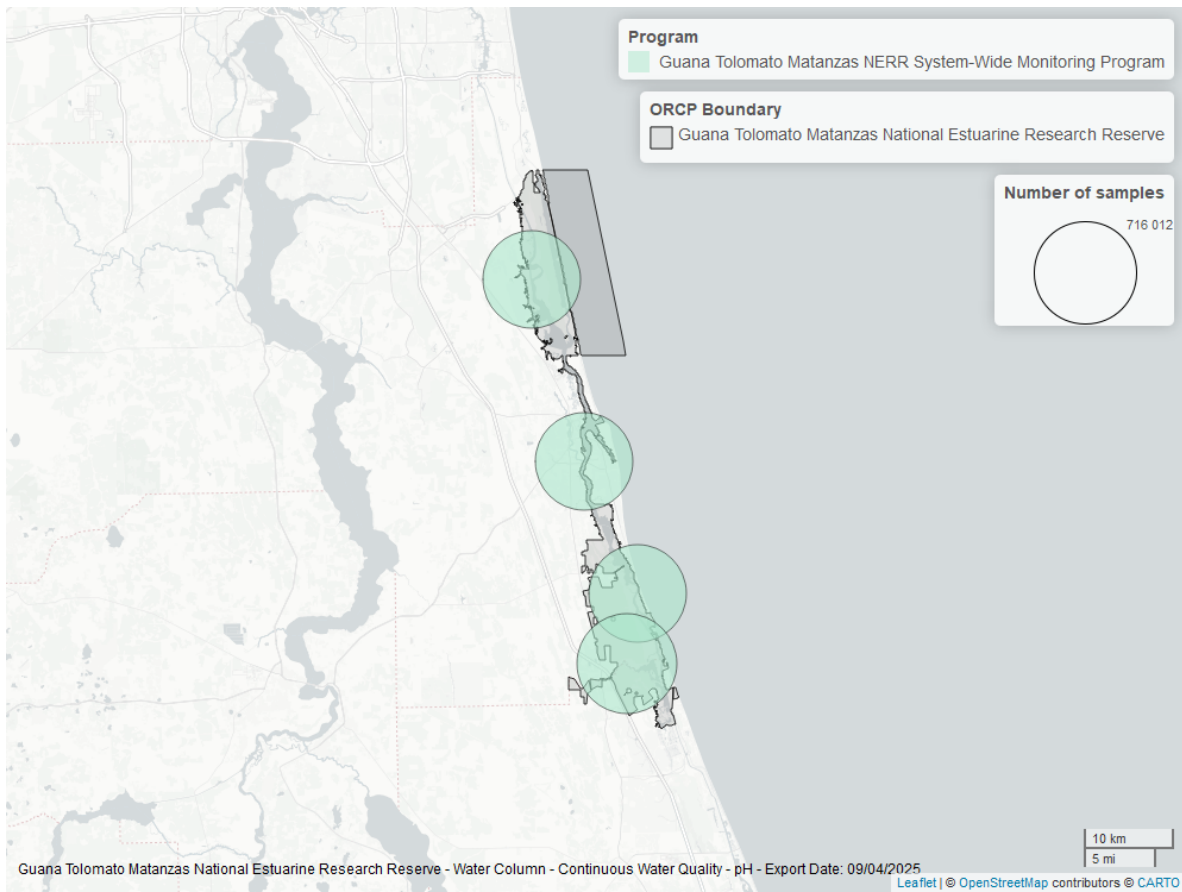 Program
Guana Tolomato Matanzas NERR System-Wide Monitoring Program
ORCP Boundary
Guana Tolomato Matanzas National Estuarine Research Reserve
Number of samples
716 012
10 km
5 mi
Guana Tolomato Matanzas National Estuarine Research Reserve - Water Column - Continuous Water Quality - pH - Export Date: 09/04/2025
Leaflet | © OpenStreetMap contributors © CARTO